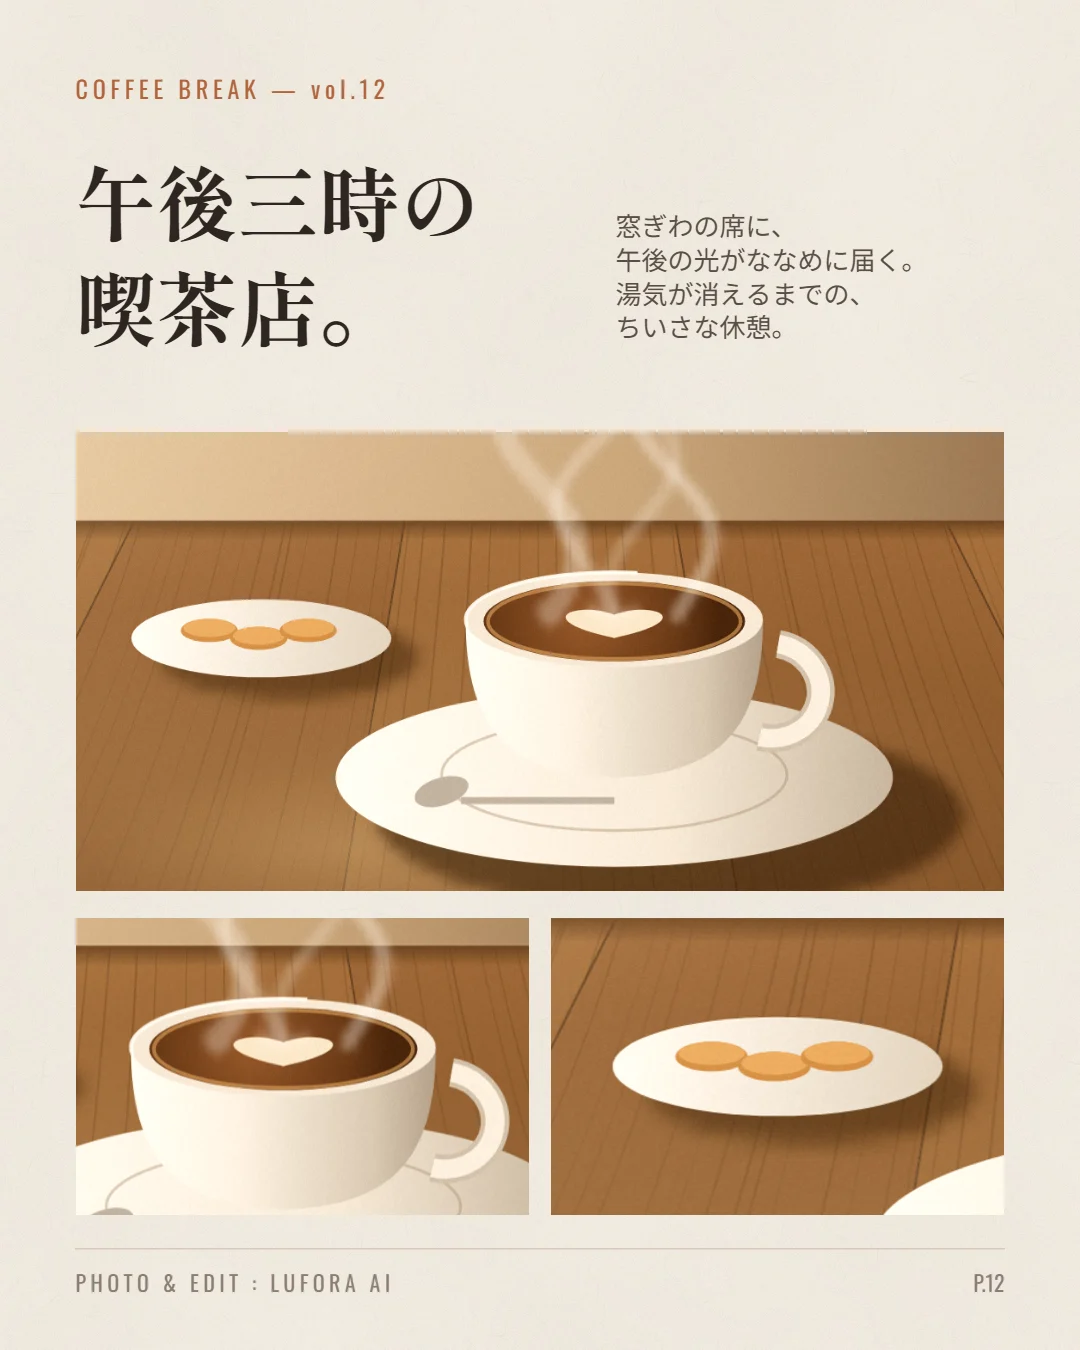 COFFEE BREAK — vol.12
午後三時の
喫茶店。
窓ぎわの席に、
午後の光がななめに届く。
湯気が消えるまでの、
ちいさな休憩。
PHOTO & EDIT : LUFORA AI
P.12